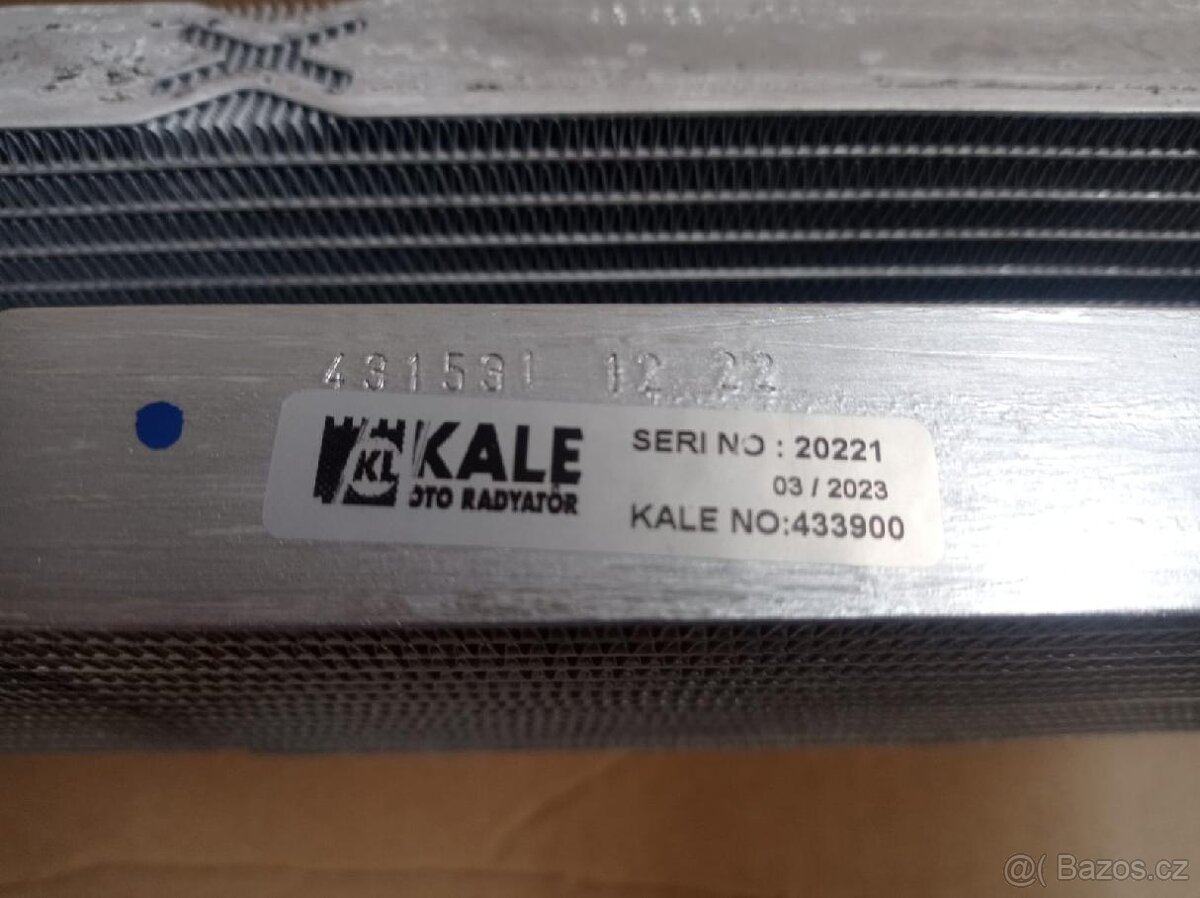 431531 12 22
KL KALE
OTO RADYATÖR
SERI NO : 20221
03 / 2023
KALE NO:433900
@( Bazos.cz